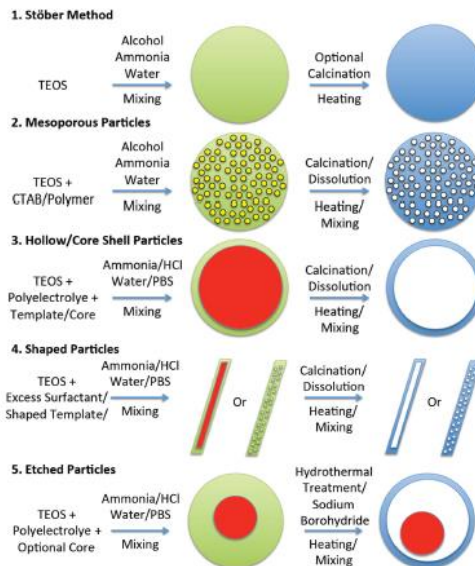 1. Stöber Method
TEOS
Alcohol
Ammonia
Water
Mixing
Optional
Calcination
Heating
2. Mesoporous Particles
TEOS +
CTAB/Polymer
Alcohol
Ammonia
Water
Mixing
Calcination/
Dissolution
Heating/
Mixing
3. Hollow/Core Shell Particles
TEOS +
Polyelectrolye +
Template/Core
Ammonia/HCl
Water/PBS
Mixing
Calcination/
Dissolution
Heating/
Mixing
4. Shaped Particles
TEOS +
Excess Surfactant/
Shaped Template/
Ammonia/HCl
Water/PBS
Mixing
Or
Calcination/
Dissolution
Heating/
Mixing
Or
5. Etched Particles
TEOS +
Polyelectrolye +
Optional Core
Ammonia/HCl
Water/PBS
Mixing
Hydrothermal
Treatment/
Sodium
Borohydride
Heating/
Mixing